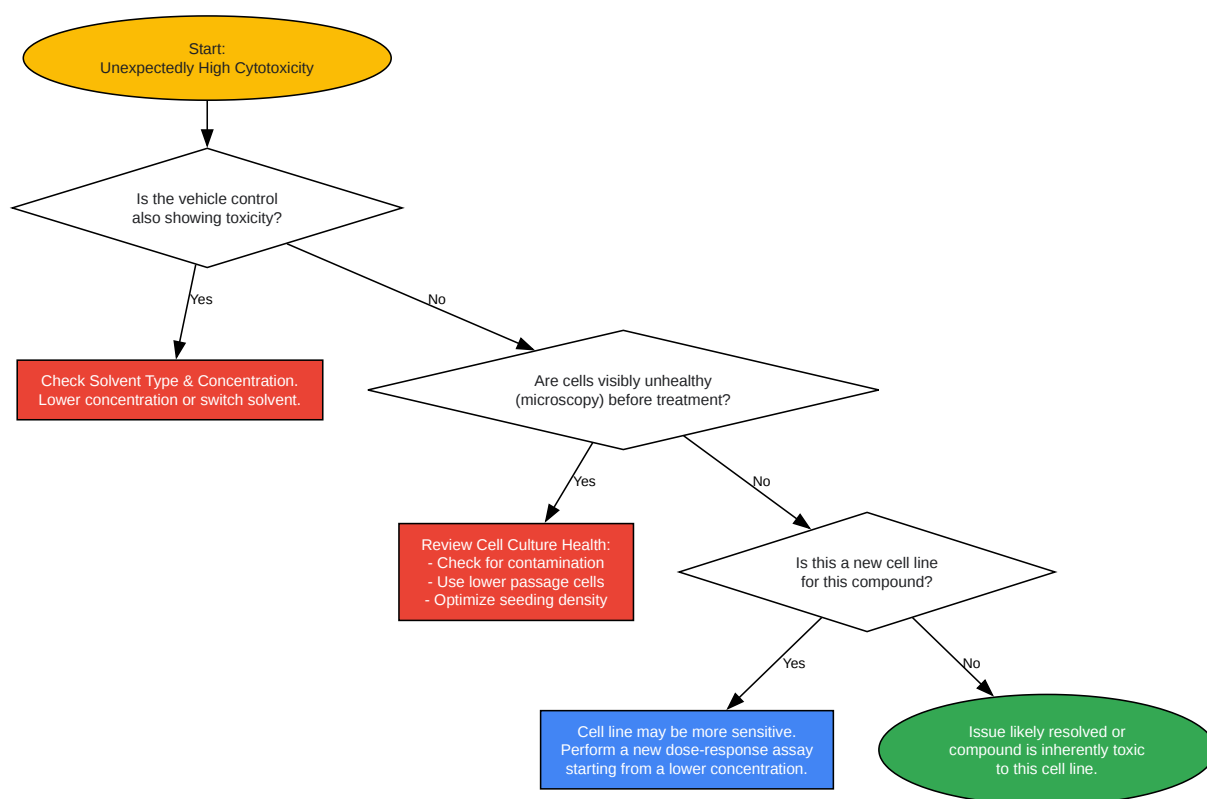 Start:
Unexpectedly High Cytotoxicity
Is the vehicle control
also showing toxicity?
Yes
No
Check Solvent Type & Concentration.
Lower concentration or switch solvent.
Are cells visibly unhealthy
(microscopy) before treatment?
Yes
No
Review Cell Culture Health:
- Check for contamination
- Use lower passage cells
- Optimize seeding density
Is this a new cell line
for this compound?
Yes
No
Cell line may be more sensitive.
Perform a new dose-response assay
starting from a lower concentration.
Issue likely resolved or
compound is inherently toxic
to this cell line.